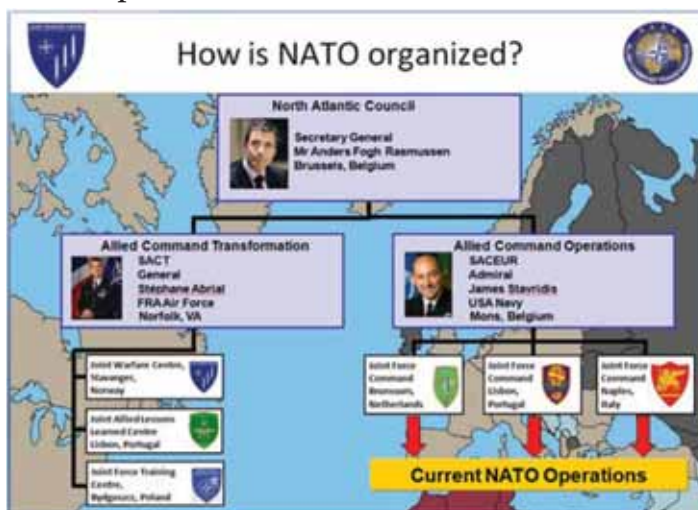 How is NATO organized?
North Atlantic Council
Secretary General
Mr Anders Fogh Rasmussen
Brussels, Belgium
Allied Command Transformation
SACT
General
Stéphane Abrial
FRA Air Force
Norfolk, VA
Allied Command Operations
SACEUR
Admiral
James Stavridis
USA Navy
Mons, Belgium
Joint Warfare Centre,
Stavanger,
Norway
Joint Allied Lessons
Learned Centre
Lisbon, Portugal
Joint Force Training
Centre,
Bydgoszcz, Poland
Joint Force
Command
Brunssum,
Netherlands
Joint Force
Command
Lisbon,
Portugal
Joint Force
Command
Naples,
Italy
Current NATO Operations